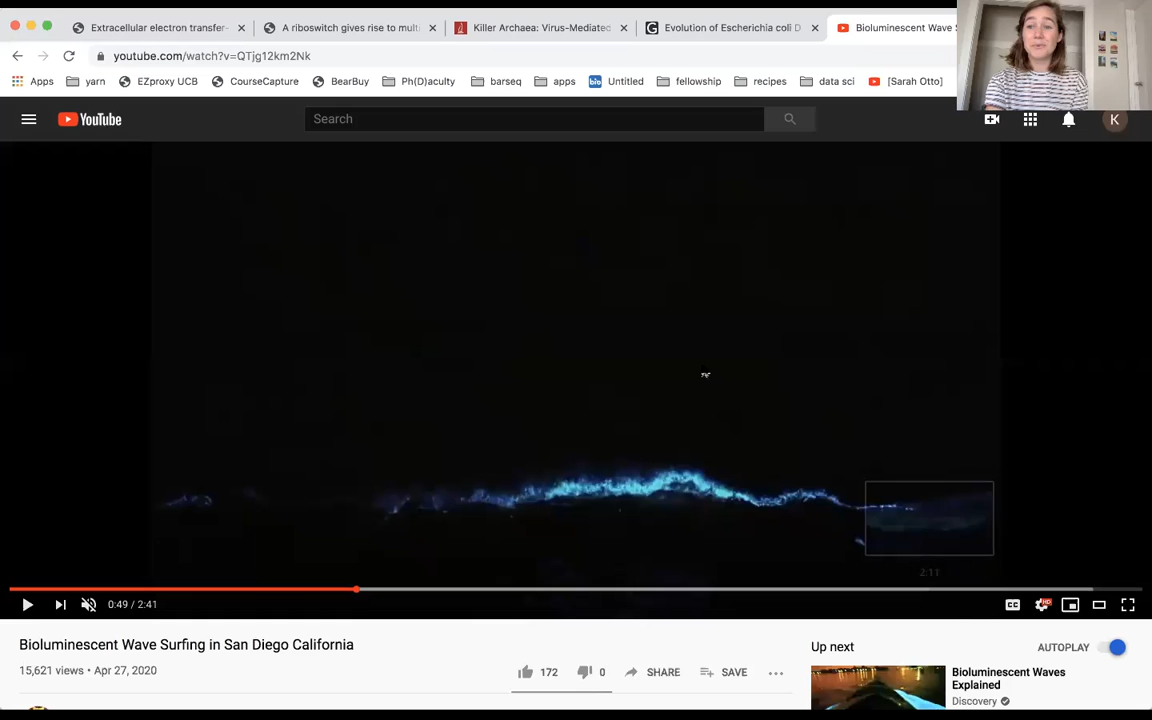 Extracellular electron transfer-
A riboswitch gives rise to multi
Killer Archaea: Virus-Mediated
G
Evolution of Escherichia coli D
Bioluminescent Wave S
youtube.com/watch?v=QTjg12km2Nk
Apps
yarn
EZproxy UCB
CourseCapture
BearBuy
Ph(D)aculty
barseq
apps
bio
Untitled
fellowship
recipes
data sci
[Sarah Otto]
YouTube
Search
K
2:11
0:49 / 2:41
CC
HD
Bioluminescent Wave Surfing in San Diego California
15,621 views • Apr 27, 2020
172
0
SHARE
SAVE
Up next
AUTOPLAY
Bioluminescent Waves
Explained
Discovery